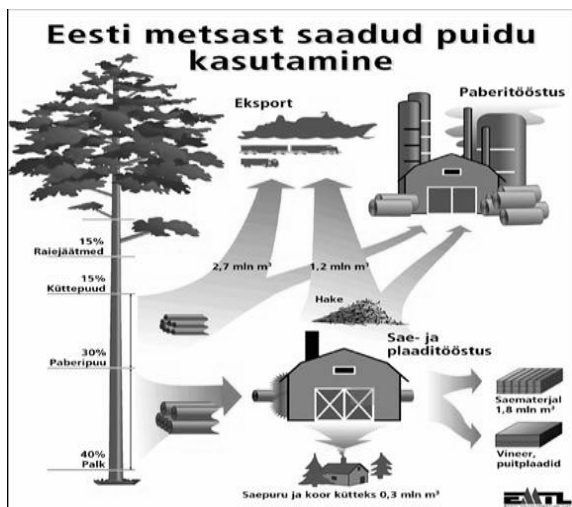 Eesti metsast saadud puidu
kasutamine
Eksport
Paberitööstus
15%
Raiejäätmed
15%
Küttepuud
2,7 mln m³
1,2 mln m³
Hake
Sae- ja
plaaditööstus
30%
Paberipuu
Saematerjal
1,8 mln m³
Vineer,
puitplaadid
40%
Palk
Saepuru ja koor kütteks 0,3 mln m³
EMTL